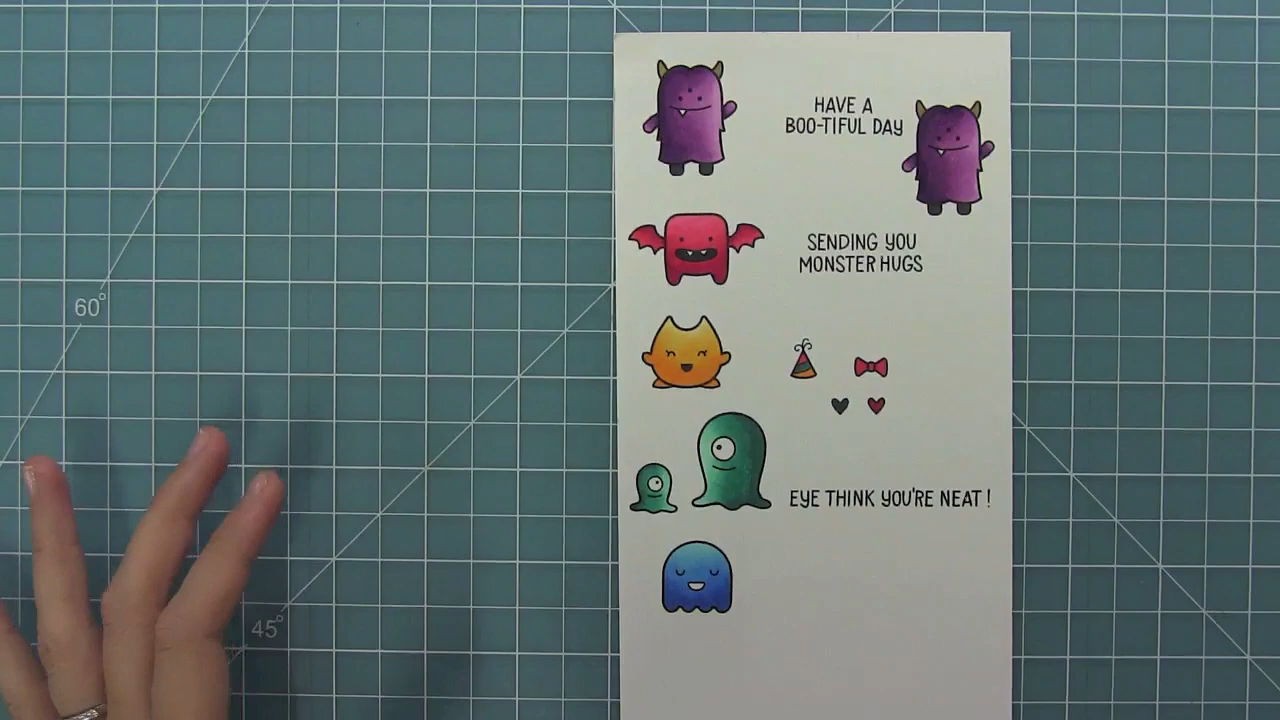 HAVE A
BOO-TIFUL DAY
SENDING YOU
MONSTER HUGS
60°
EYE THINK YOU'RE NEAT !
45°